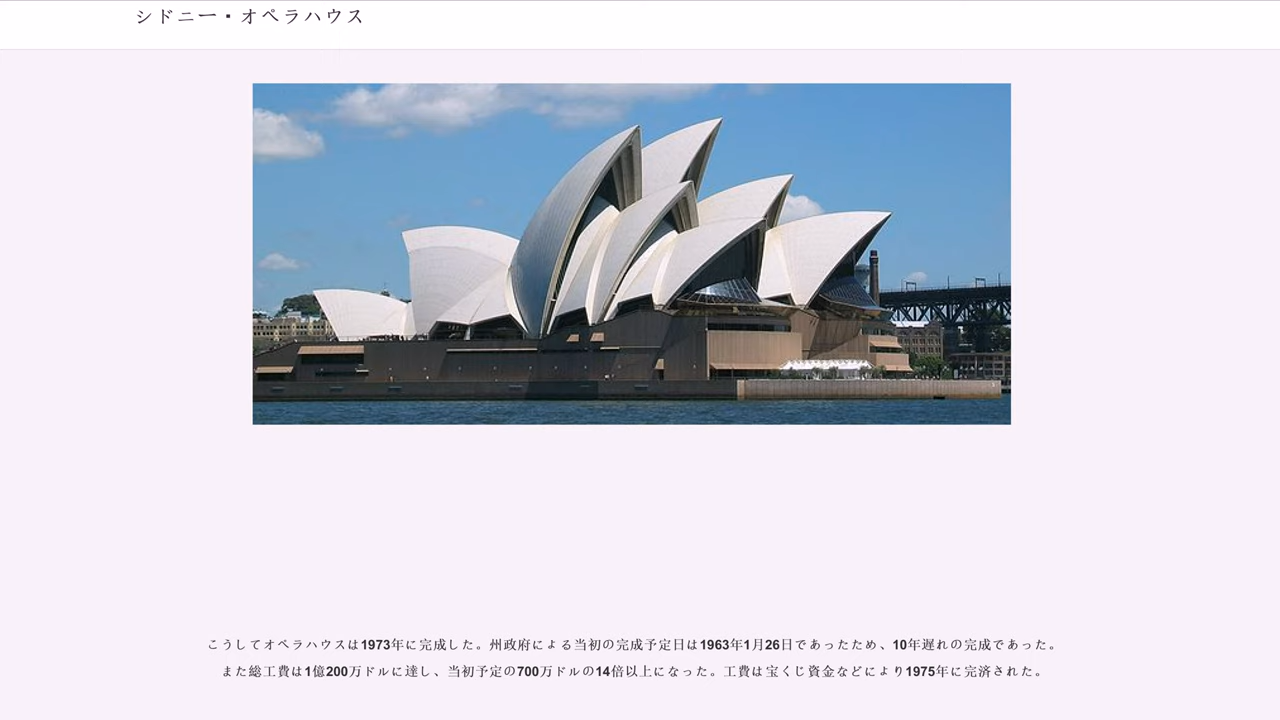 シドニー・オペラハウス
こうしてオペラハウスは1973年に完成した。州政府による当初の完成予定日は1963年1月26日であったため、10年遅れの完成であった。
また総工費は1億200万ドルに達し、当初予定の700万ドルの14倍以上になった。工費は宝くじ資金などにより1975年に完済された。